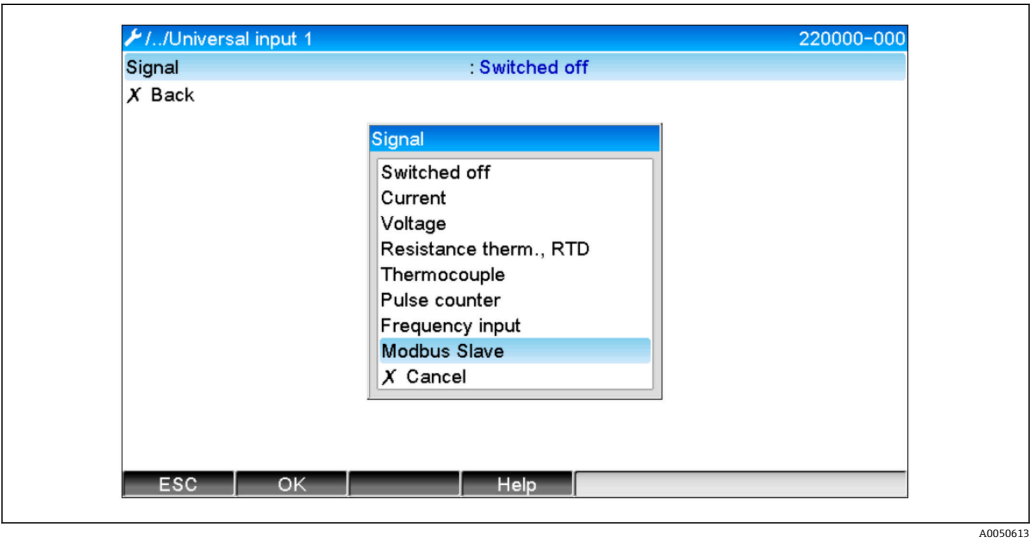 /../Universal input 1 220000-000
Signal : Switched off
X Back
Signal
Switched off
Current
Voltage
Resistance therm., RTD
Thermocouple
Pulse counter
Frequency input
Modbus Slave
X Cancel
ESC OK Help
A0050613